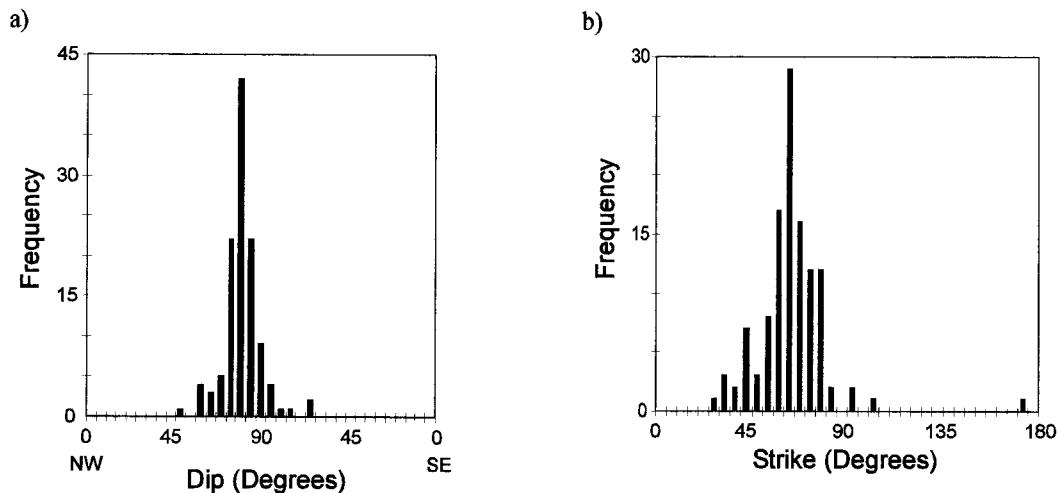 a)
45
30
15
0
Frequency
0 45 90 45 0
NW SE
Dip (Degrees)
b)
30
15
0
Frequency
0 45 90 135 180
Strike (Degrees)